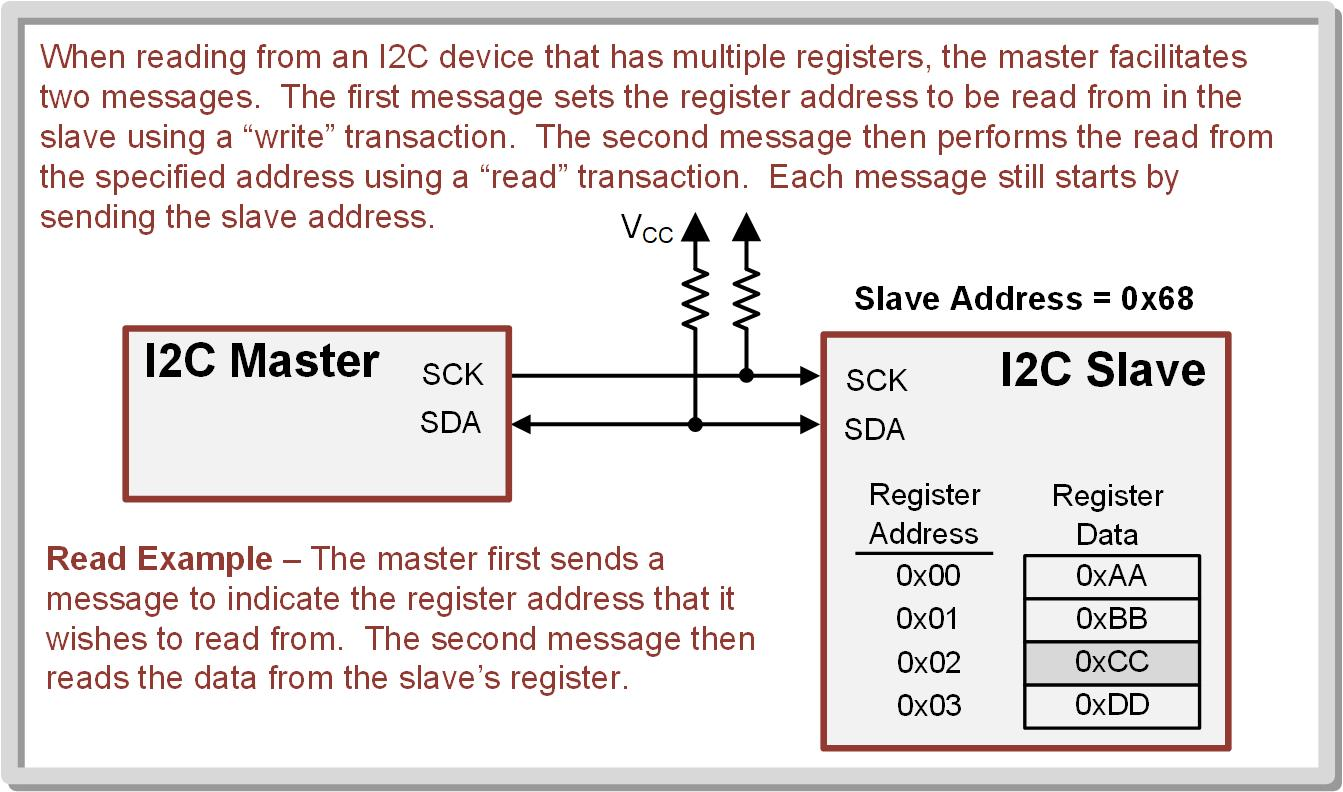 When reading from an I2C device that has multiple registers, the master facilitates
two messages.  The first message sets the register address to be read from in the
slave using a “write” transaction.  The second message then performs the read from
the specified address using a “read” transaction.  Each message still starts by
sending the slave address.
VCC
Slave Address = 0x68
I2C Master
SCK
SDA
I2C Slave
SCK
SDA
Register
Address
Register
Data
0x00 0xAA
0x01 0xBB
0x02 0xCC
0x03 0xDD
Read Example – The master first sends a
message to indicate the register address that it
wishes to read from.  The second message then
reads the data from the slave’s register.